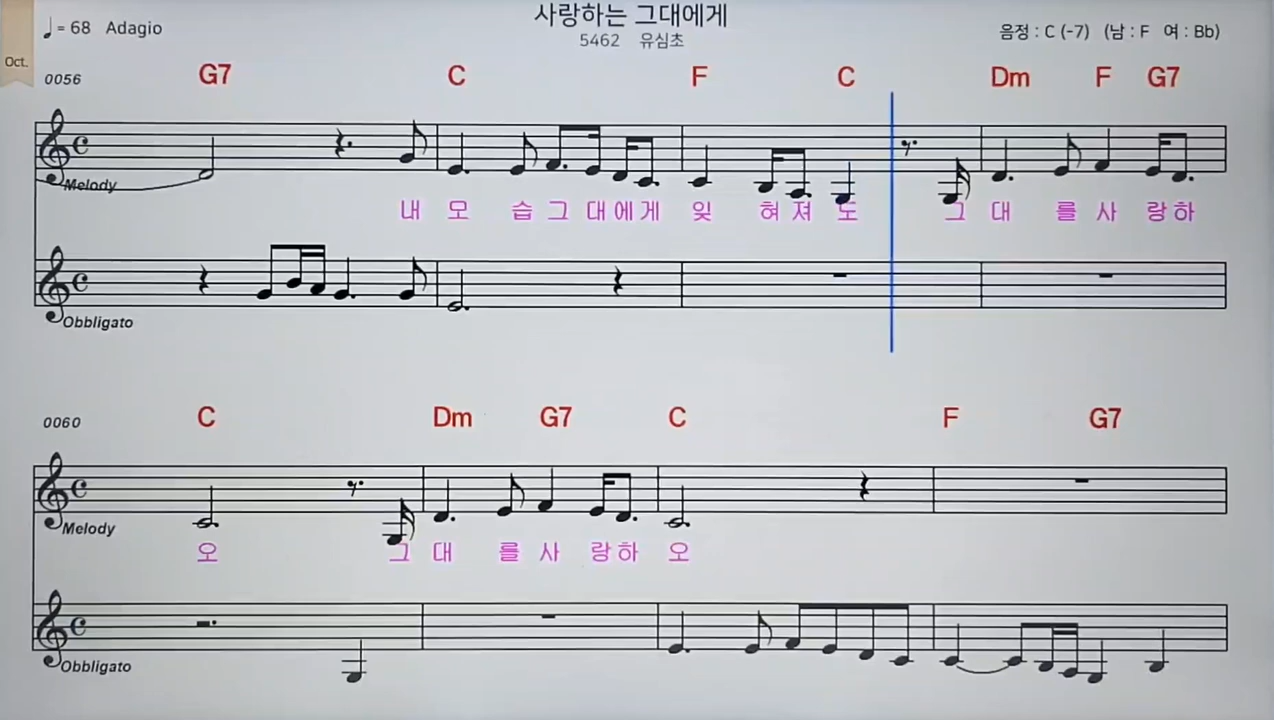 사랑하는 그대에게
♩= 68 Adagio
5462 유심초
음정 : C (-7) (남 : F 여 : Bb)
Oct.
0056
G7 C F C Dm F G7
Melody
내 모 습 그 대 에 게 잊 혀 져 도 그 대 를 사 랑 하
Obbligato
0060
C Dm G7 C F G7
Melody
오 그 대 를 사 랑 하 오
Obbligato